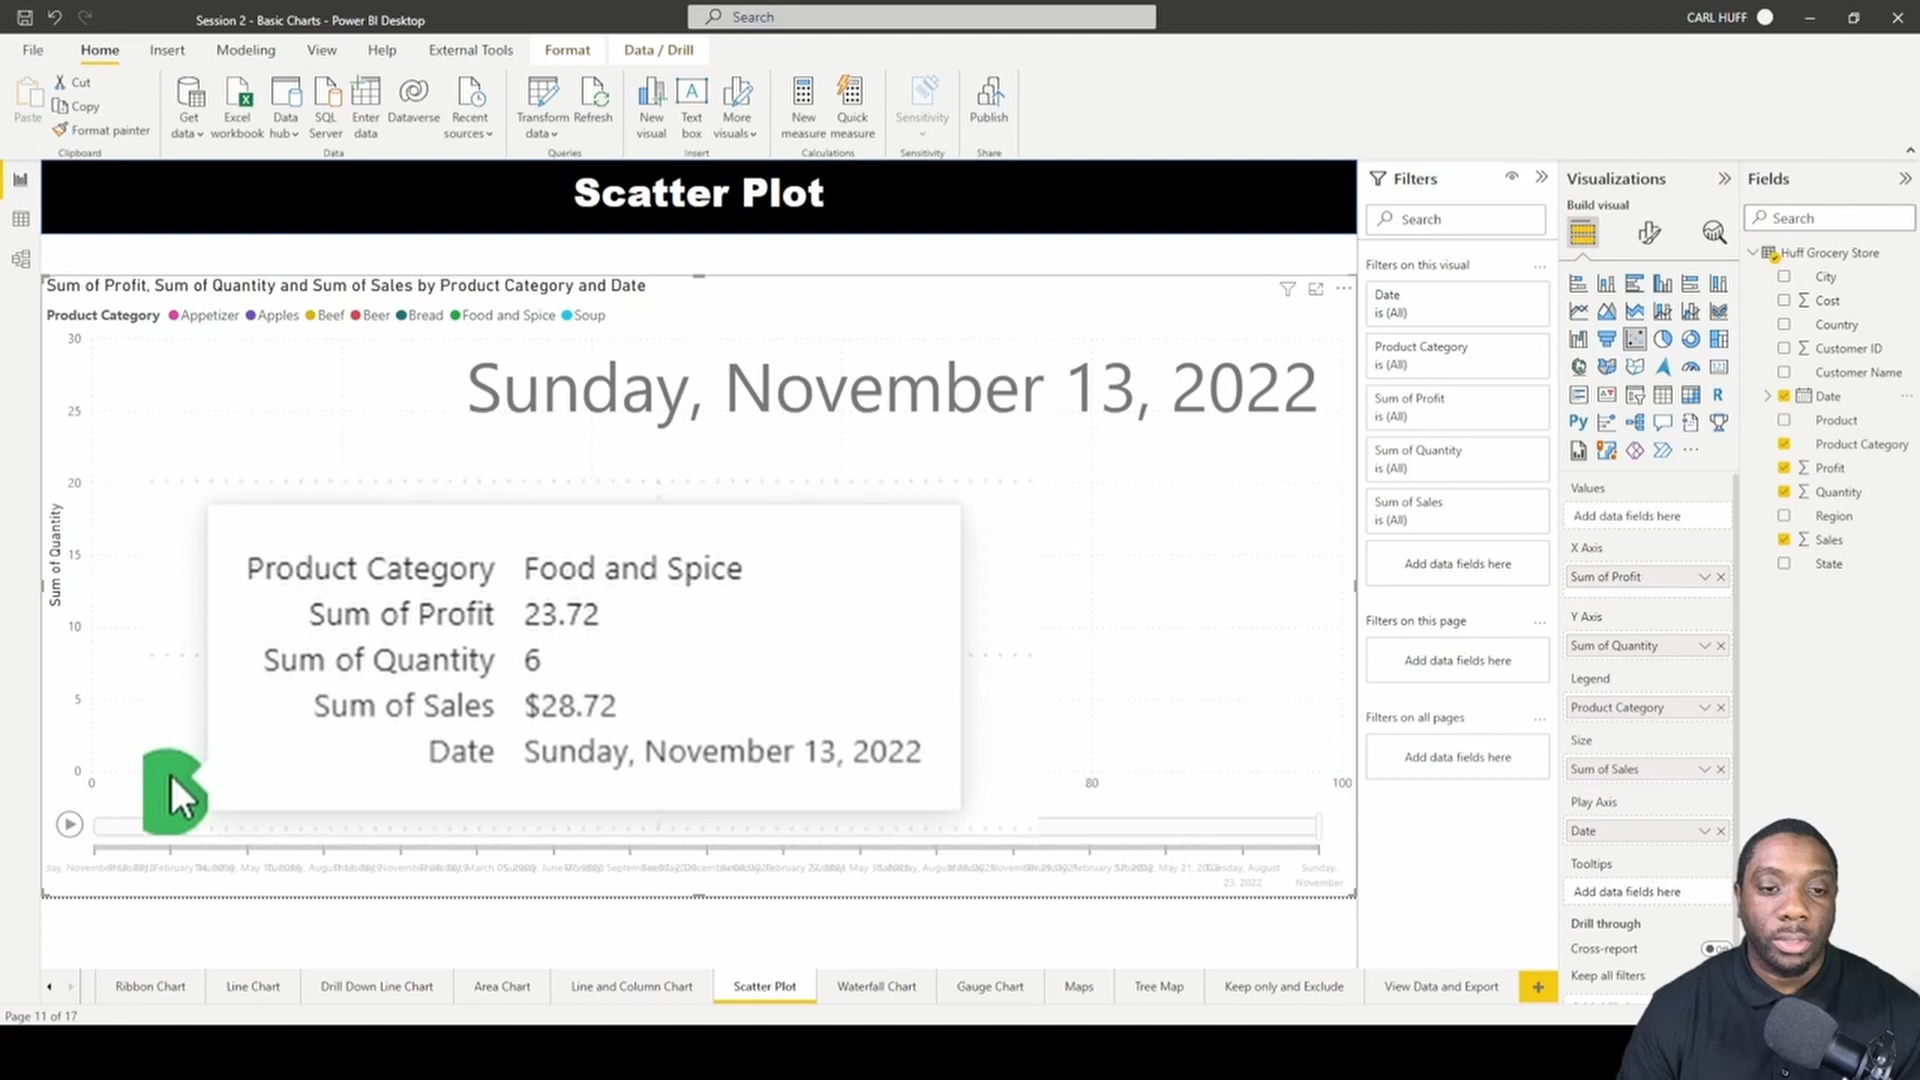 Session 2 - Basic Charts - Power BI Desktop
Search
CARL HUFF
File Home Insert Modeling View Help External Tools Format Data / Drill
Paste
Cut
Copy
Format painter
Clipboard
Get data
Excel workbook
Data hub
SQL Server
Enter data
Dataverse
Recent sources
Data
Transform data
Refresh
Queries
New visual
Text box
More visuals
Insert
New measure
Quick measure
Calculations
Sensitivity
Sensitivity
Publish
Share
Scatter Plot
Sum of Profit, Sum of Quantity and Sum of Sales by Product Category and Date
Product Category Appetizer Apples Beef Beer Bread Food and Spice Soup
Sunday, November 13, 2022
Sum of Quantity
30
25
20
15
10
5
0
0 80 100
Product Category Food and Spice
Sum of Profit 23.72
Sum of Quantity 6
Sum of Sales $28.72
Date Sunday, November 13, 2022
Filters
Search
Filters on this visual
Date
is (All)
Product Category
is (All)
Sum of Profit
is (All)
Sum of Quantity
is (All)
Sum of Sales
is (All)
Add data fields here
Filters on this page
Add data fields here
Filters on all pages
Add data fields here
Visualizations
Build visual
R
Py
Values
Add data fields here
X Axis
Sum of Profit
Y Axis
Sum of Quantity
Legend
Product Category
Size
Sum of Sales
Play Axis
Date
Tooltips
Add data fields here
Drill through
Cross-report
Keep all filters
Fields
Search
Huff Grocery Store
City
Cost
Country
Customer ID
Customer Name
Date
Product
Product Category
Profit
Quantity
Region
Sales
State
Ribbon Chart Line Chart Drill Down Line Chart Area Chart Line and Column Chart Scatter Plot Waterfall Chart Gauge Chart Maps Tree Map Keep only and Exclude View Data and Export
Page 11 of 17